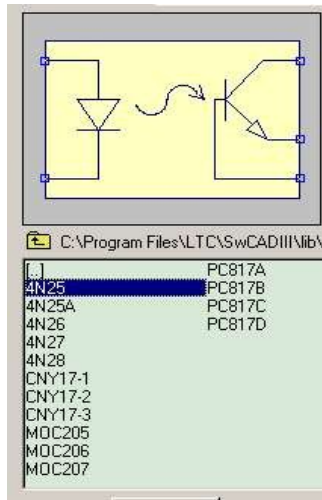 C:\Program Files\LTC\SwCADIII\lib\
[..]
4N25
4N25A
4N26
4N27
4N28
CNY17-1
CNY17-2
CNY17-3
MOC205
MOC206
MOC207
PC817A
PC817B
PC817C
PC817D